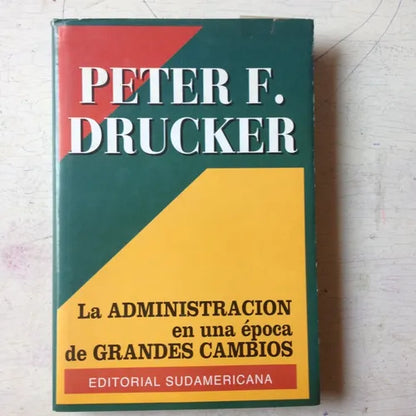 PETER F.
DRUCKER
La ADMINISTRACION
en una época
de GRANDES CAMBIOS
EDITORIAL SUDAMERICANA